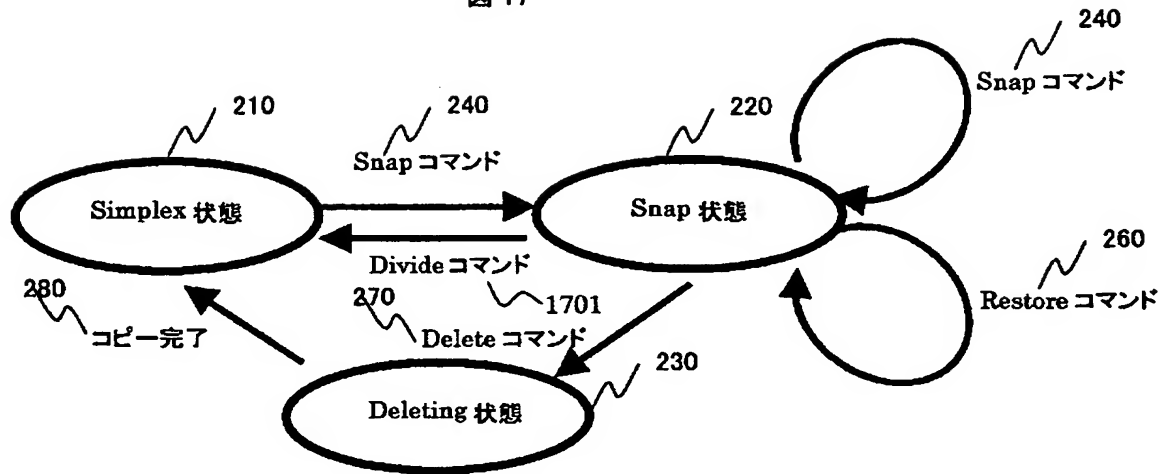 図 17
240
Snap コマンド
210
240
220
Snap コマンド
Simplex 状態
Snap 状態
260
Divide コマンド
280
270
1701
Restore コマンド
コピー完了
Delete コマンド
230
Deleting 状態